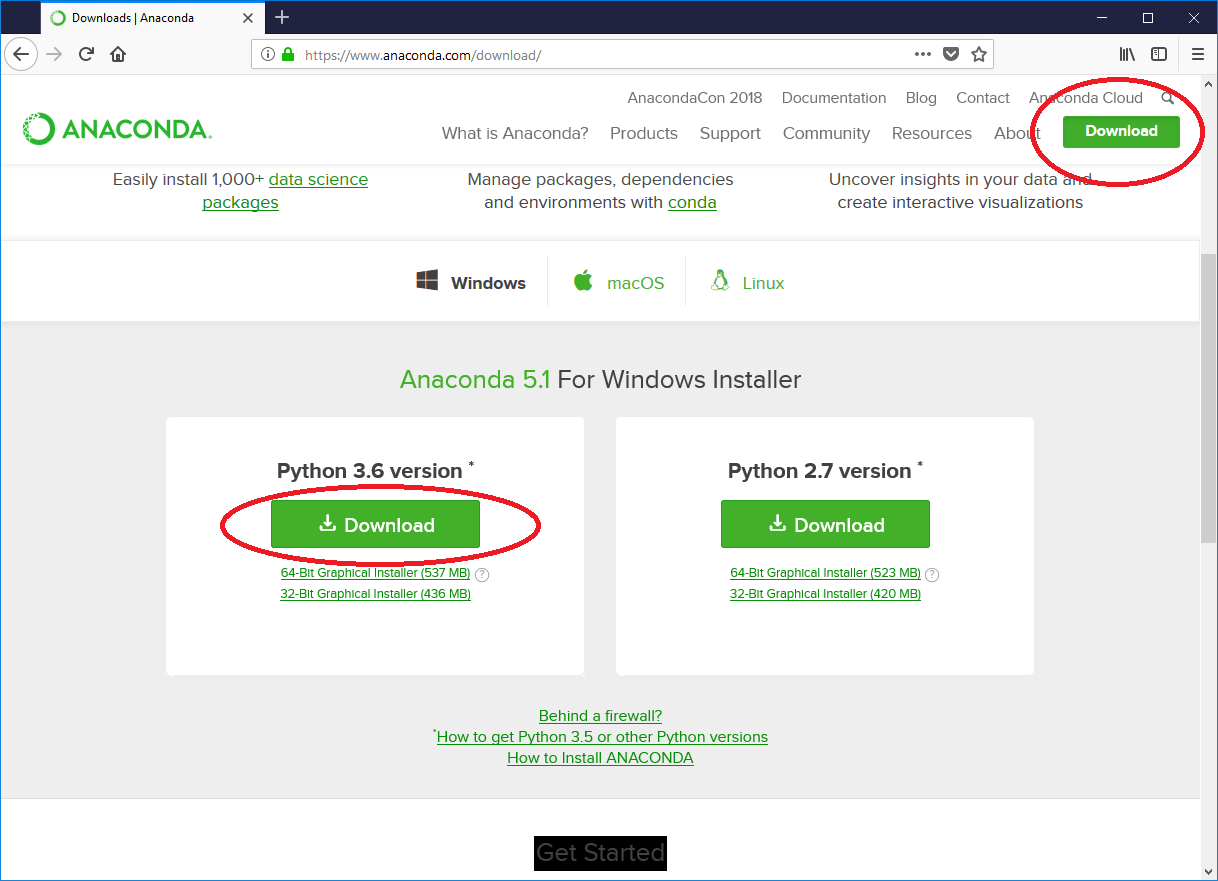 Downloads | Anaconda
https://www.anaconda.com/download/
AnacondaCon 2018 Documentation Blog Contact Anaconda Cloud
ANACONDA.
What is Anaconda? Products Support Community Resources About Download
Easily install 1,000+ data science
packages
Manage packages, dependencies
and environments with conda
Uncover insights in your data and
create interactive visualizations
Windows macOS Linux
Anaconda 5.1 For Windows Installer
Python 3.6 version *
Download
64-Bit Graphical Installer (537 MB) ?
32-Bit Graphical Installer (436 MB)
Python 2.7 version *
Download
64-Bit Graphical Installer (523 MB) ?
32-Bit Graphical Installer (420 MB)
Behind a firewall?
*How to get Python 3.5 or other Python versions
How to Install ANACONDA
Get Started